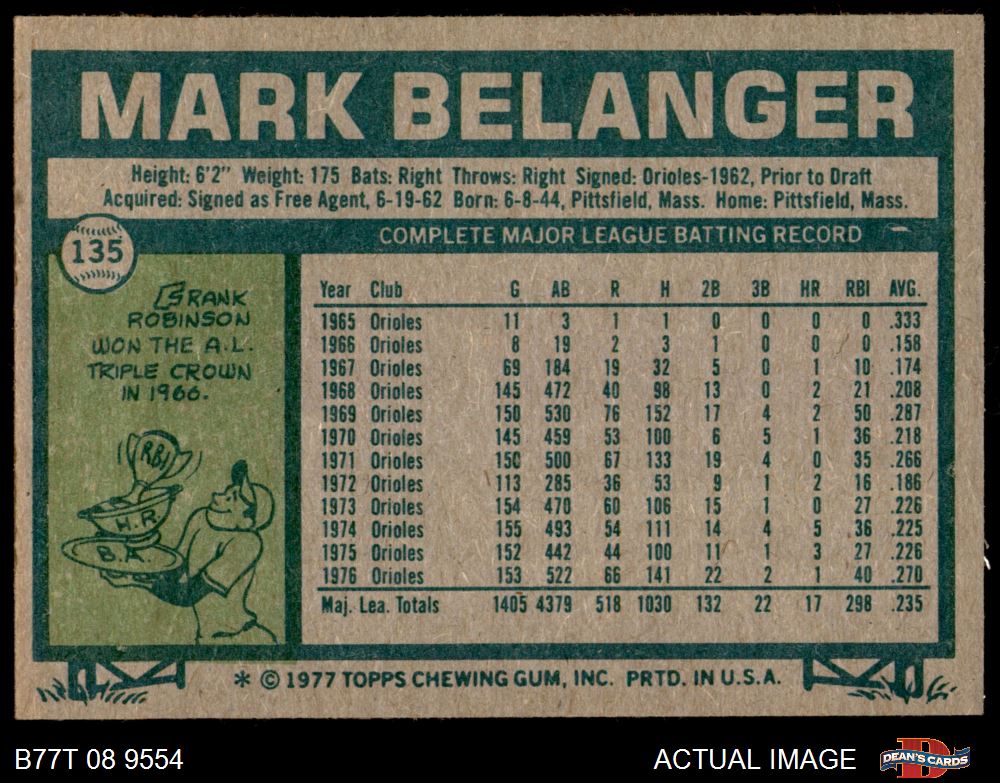 MARK BELANGER
Height: 6'2" Weight: 175 Bats: Right Throws: Right Signed: Orioles-1962, Prior to Draft
Acquired: Signed as Free Agent, 6-19-62 Born: 6-8-44, Pittsfield, Mass. Home: Pittsfield, Mass.
135
COMPLETE MAJOR LEAGUE BATTING RECORD
FRANK
ROBINSON
WON THE A.L.
TRIPLE CROWN
IN 1966.
RBI
H.R.
B.A.
Year Club G AB R H 2B 3B HR RBI AVG.
1965 Orioles 11 3 1 1 0 0 0 0 .333
1966 Orioles 8 19 2 3 1 0 0 0 .158
1967 Orioles 69 184 19 32 5 0 1 10 .174
1968 Orioles 145 472 40 98 13 0 2 21 .208
1969 Orioles 150 530 76 152 17 4 2 50 .287
1970 Orioles 145 459 53 100 6 5 1 36 .218
1971 Orioles 150 500 67 133 19 4 0 35 .266
1972 Orioles 113 285 36 53 9 1 2 16 .186
1973 Orioles 154 470 60 106 15 1 0 27 .226
1974 Orioles 155 493 54 111 14 4 5 36 .225
1975 Orioles 152 442 44 100 11 1 3 27 .226
1976 Orioles 153 522 66 141 22 2 1 40 .270
Maj. Lea. Totals 1405 4379 518 1030 132 22 17 298 .235
* © 1977 TOPPS CHEWING GUM, INC. PRTD. IN U.S.A.
B77T 08 9554
ACTUAL IMAGE
DEAN'S CARDS